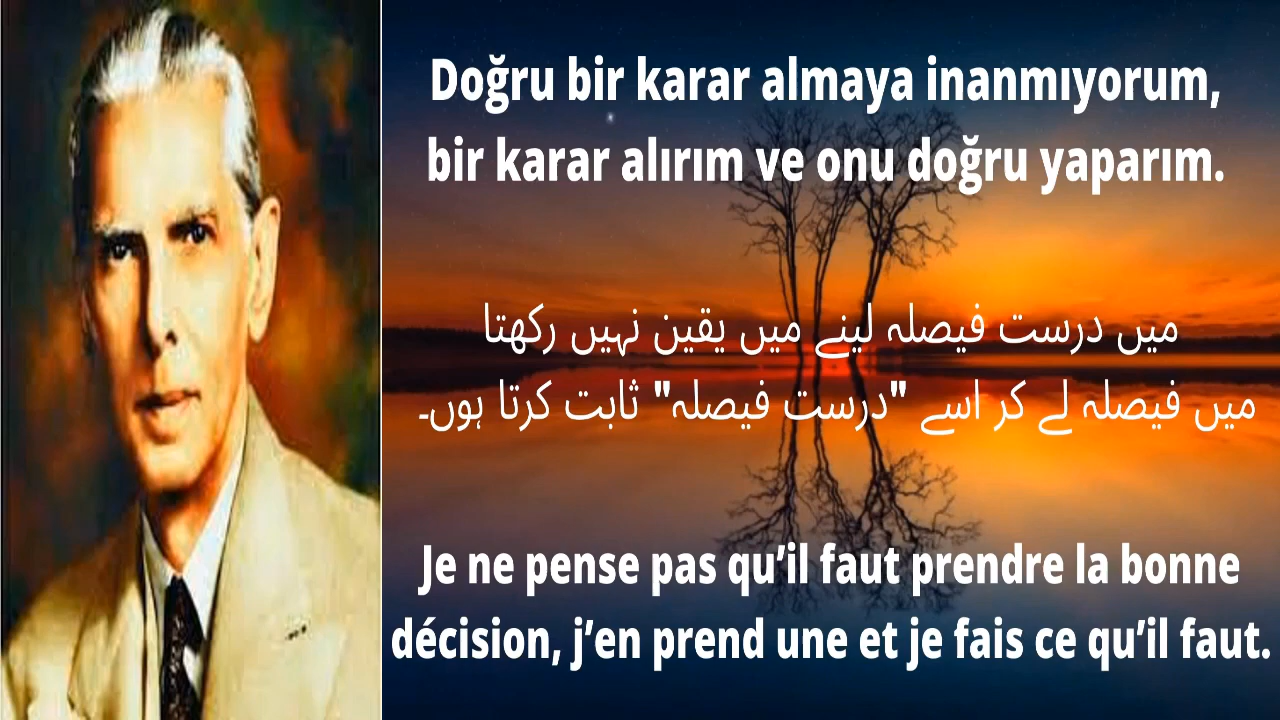 Doğru bir karar almaya inanmıyorum,
bir karar alırım ve onu doğru yaparım.
میں درست فیصلہ لینے میں یقین نہیں رکھتا
میں فیصلہ لے کر اسے "درست فیصلہ" ثابت کرتا ہوں۔
Je ne pense pas qu’il faut prendre la bonne
décision, j’en prend une et je fais ce qu’il faut.